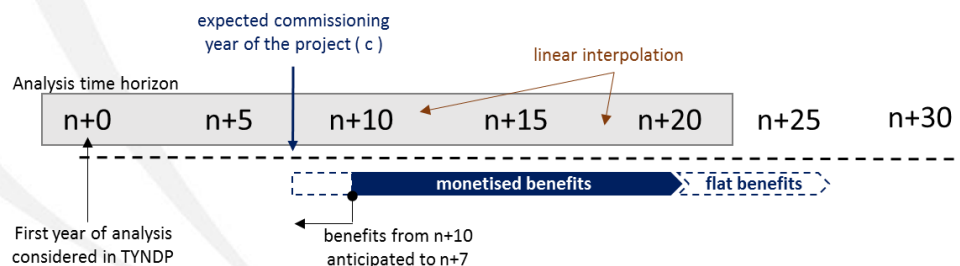 expected commissioning
year of the project ( c )
linear interpolation
Analysis time horizon
n+0 n+5 n+10 n+15 n+20 n+25 n+30
monetised benefits flat benefits
First year of analysis
considered in TYNDP
benefits from n+10
anticipated to n+7